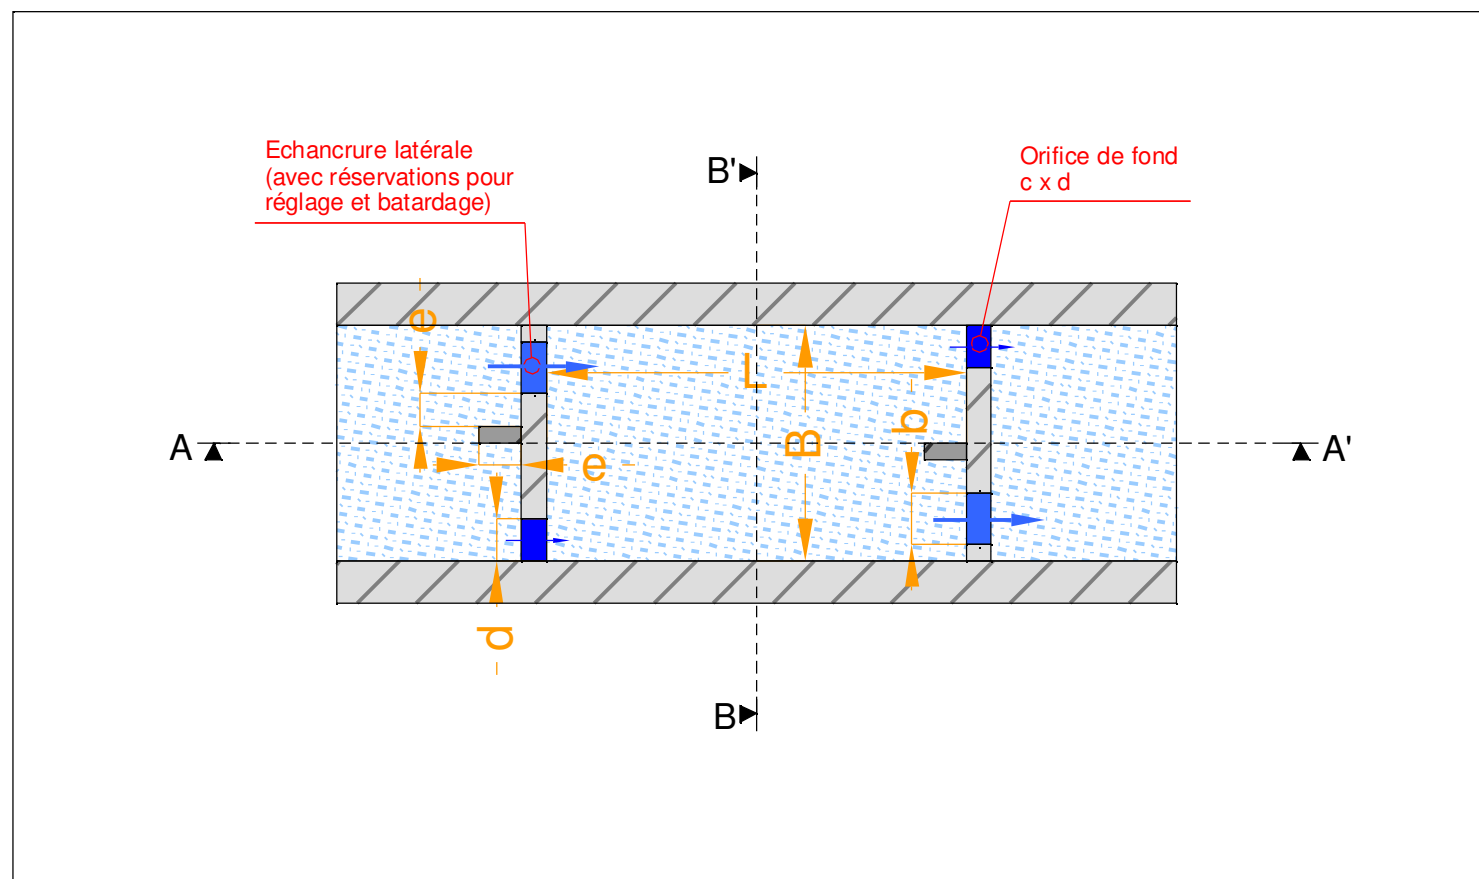 Echancrure latérale
(avec réservations pour
réglage et batardage)
Orifice de fond
c x d
B'
e
L
b
B
A
A'
e
d
B